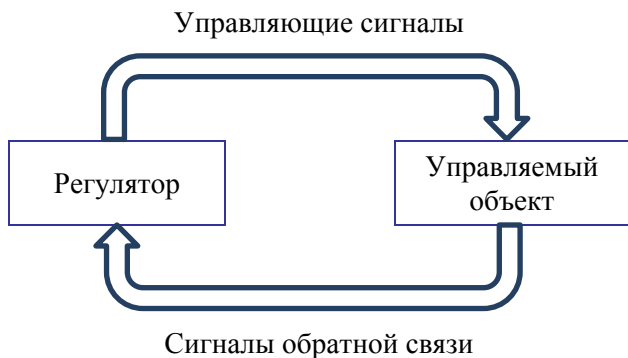 Управляющие сигналы
Регулятор
Управляемый
объект
Сигналы обратной связи